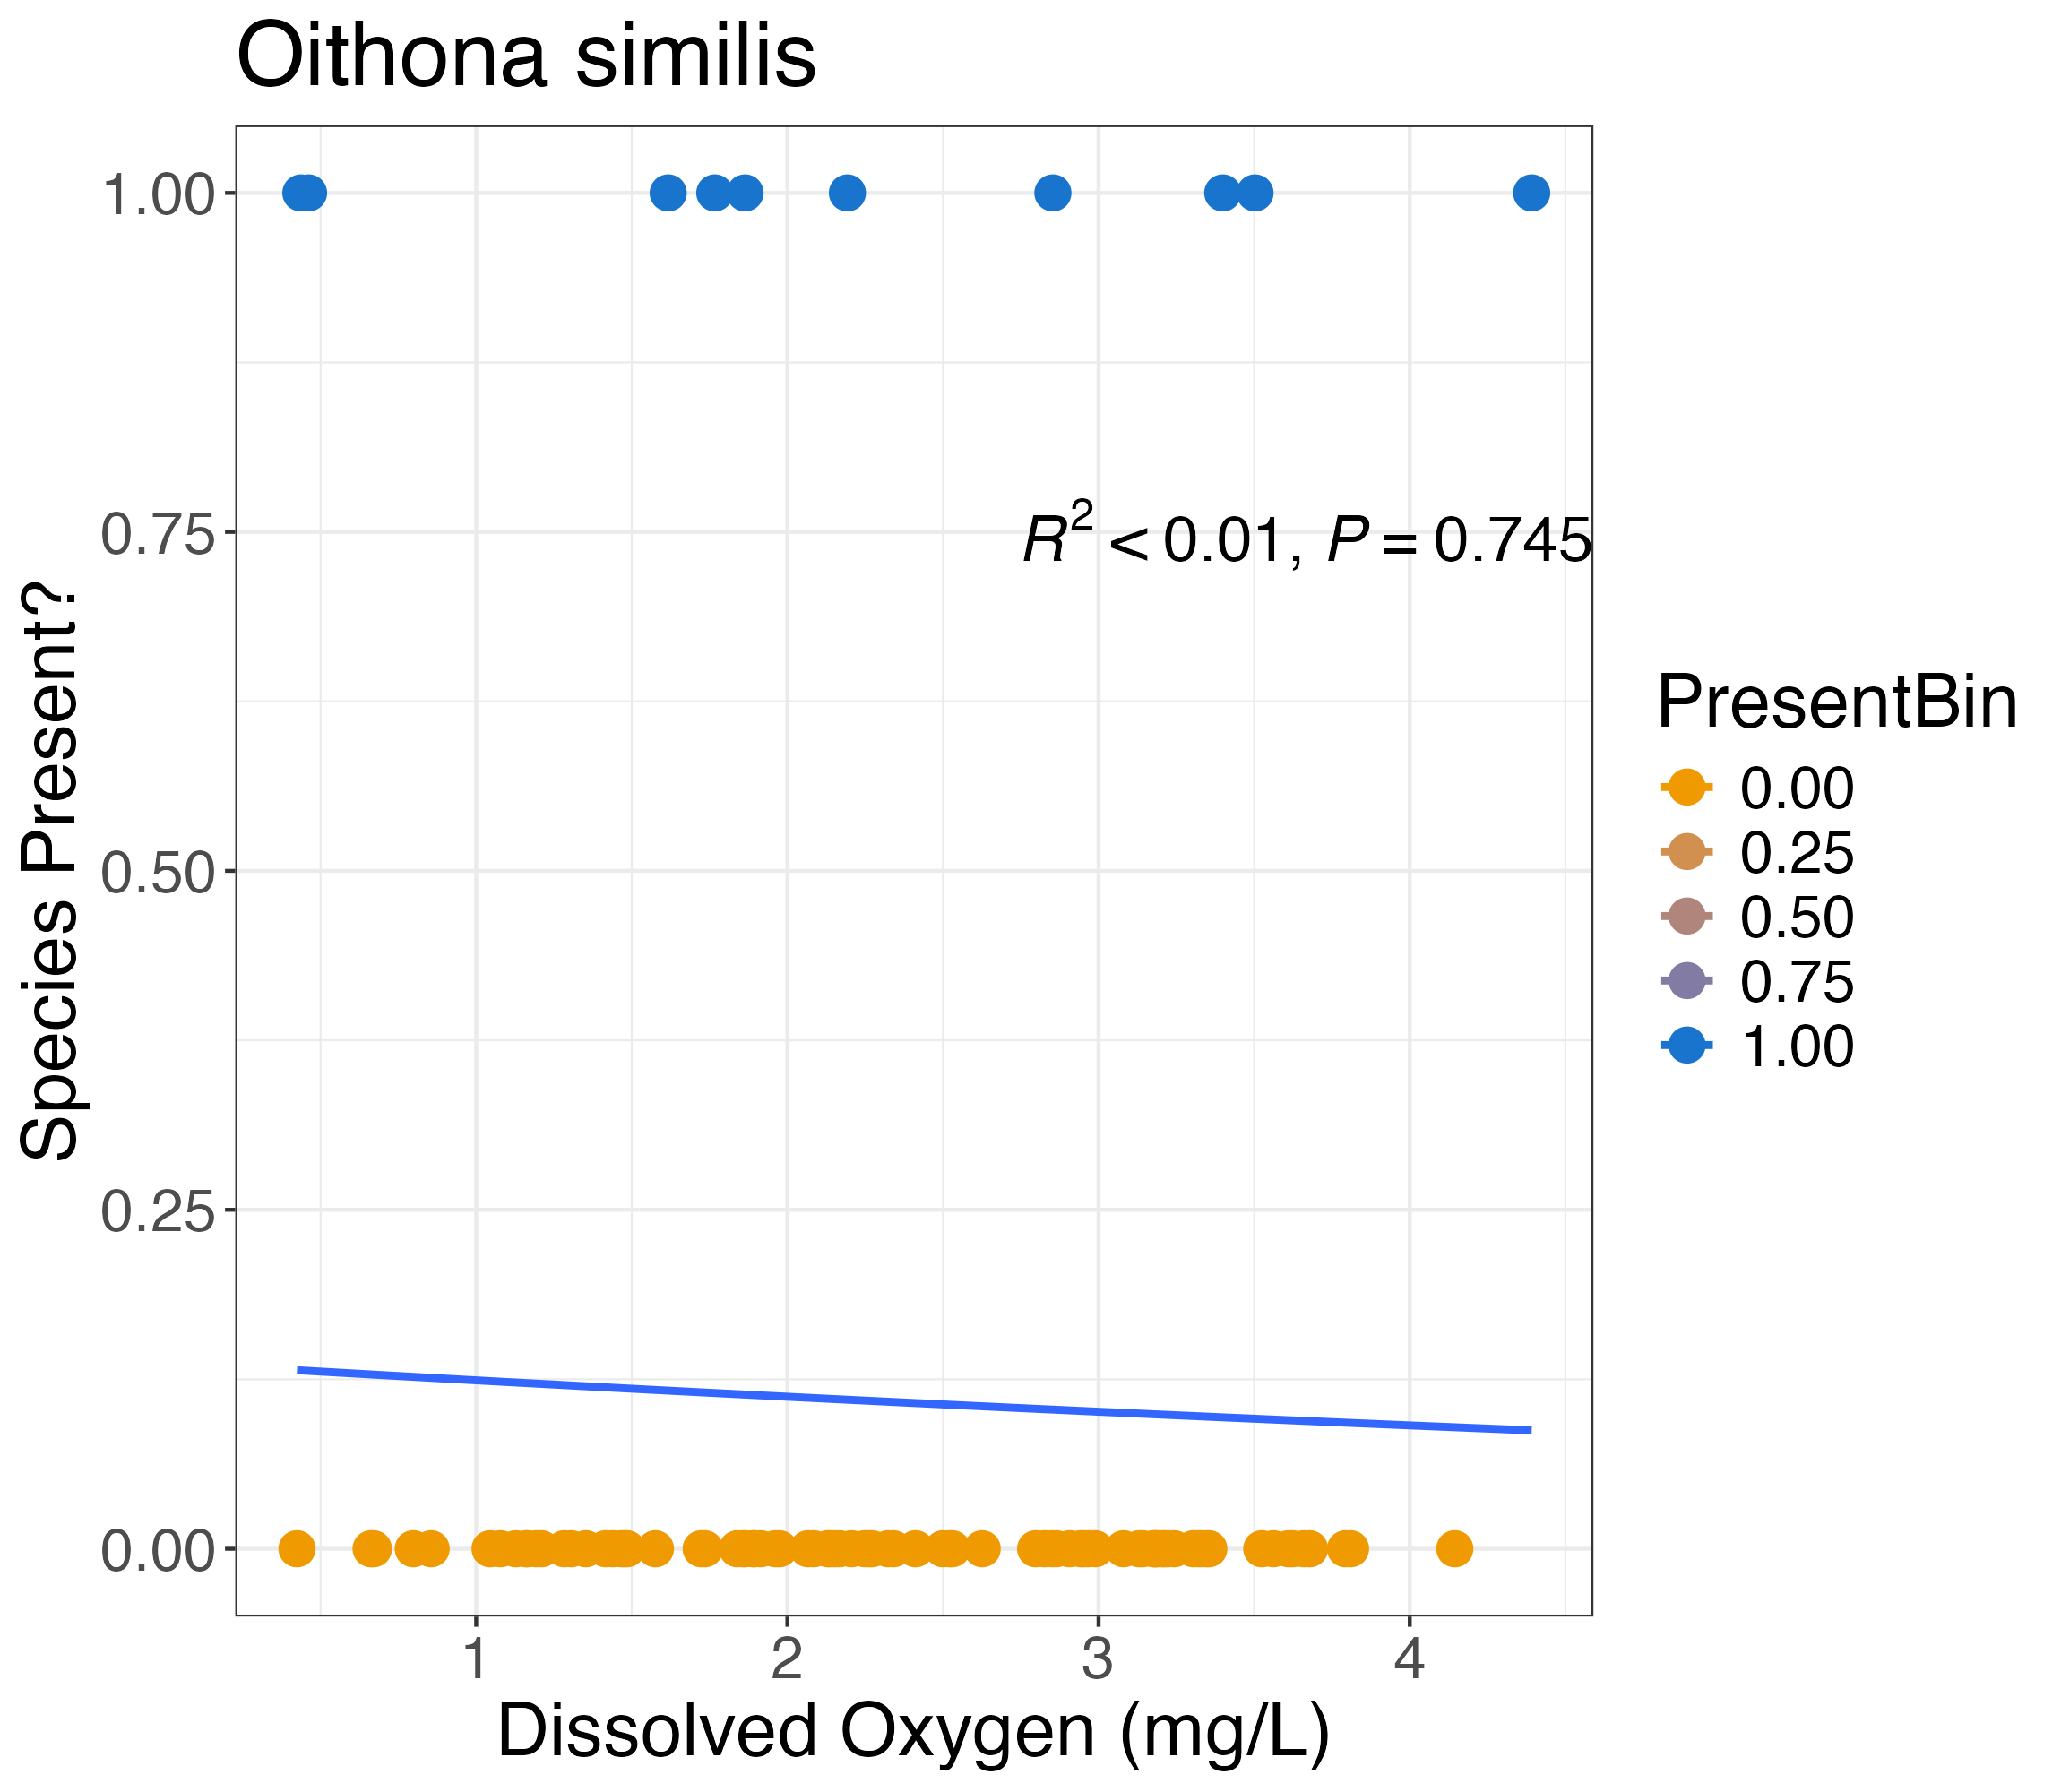 Oithona similis
1.00
0.75
0.50
0.25
0.00
Species Present?
R² < 0.01, P = 0.745
1
2
3
4
Dissolved Oxygen (mg/L)
PresentBin
0.00
0.25
0.50
0.75
1.00